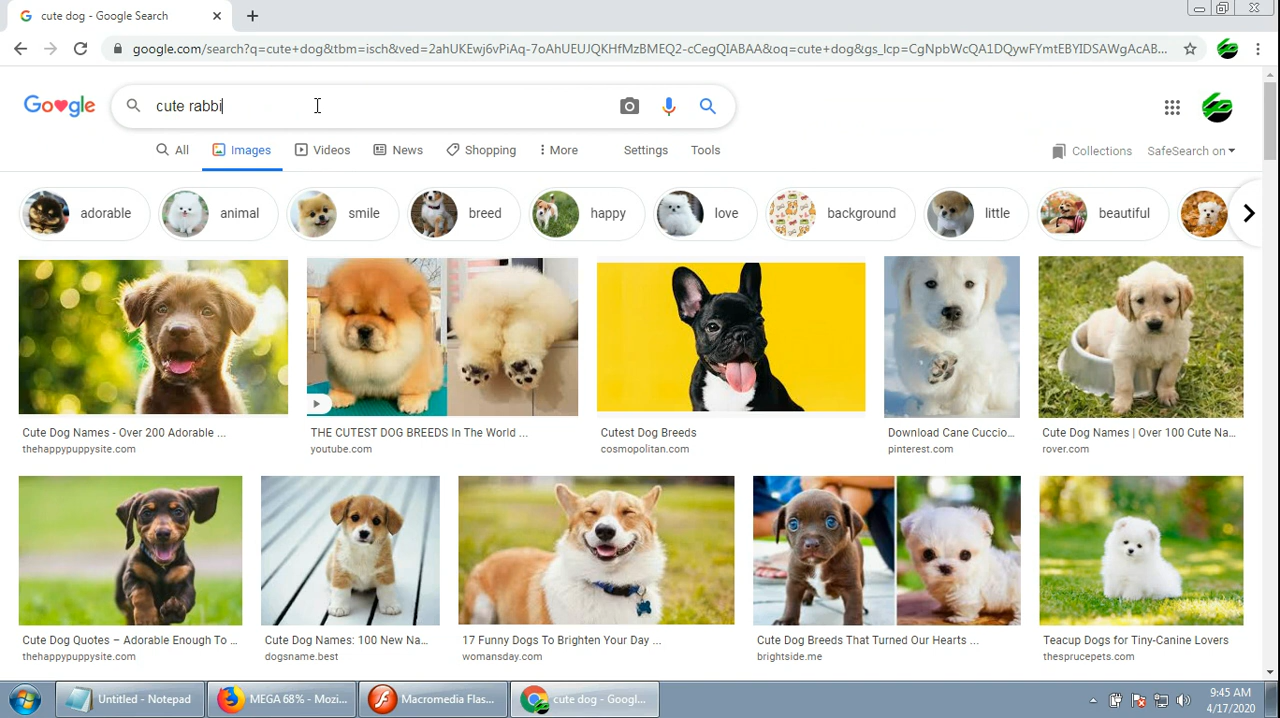 cute dog - Google Search
google.com/search?q=cute+dog&tbm=isch&ved=2ahUKEwj6vPiAq-7oAhUEUJQKHfMzBMEQ2-cCegQIABAA&oq=cute+dog&gs_lcp=CgNpbWcQA1DQywFYmtEBYIDSAWgAcAB...
Google
cute rabbi
All Images Videos News Shopping More Settings Tools Collections SafeSearch on
adorable animal smile breed happy love background little beautiful
Cute Dog Names - Over 200 Adorable ...
thehappypuppysite.com
THE CUTEST DOG BREEDS In The World ...
youtube.com
Cutest Dog Breeds
cosmopolitan.com
Download Cane Cuccio...
pinterest.com
Cute Dog Names | Over 100 Cute Na...
rover.com
Cute Dog Quotes – Adorable Enough To ...
thehappypuppysite.com
Cute Dog Names: 100 New Na...
dogsname.best
17 Funny Dogs To Brighten Your Day ...
womansday.com
Cute Dog Breeds That Turned Our Hearts ...
brightside.me
Teacup Dogs for Tiny-Canine Lovers
thesprucepets.com
Untitled - Notepad MEGA 68% - Mozi... Macromedia Flas... cute dog - Googl...
9:45 AM
4/17/2020